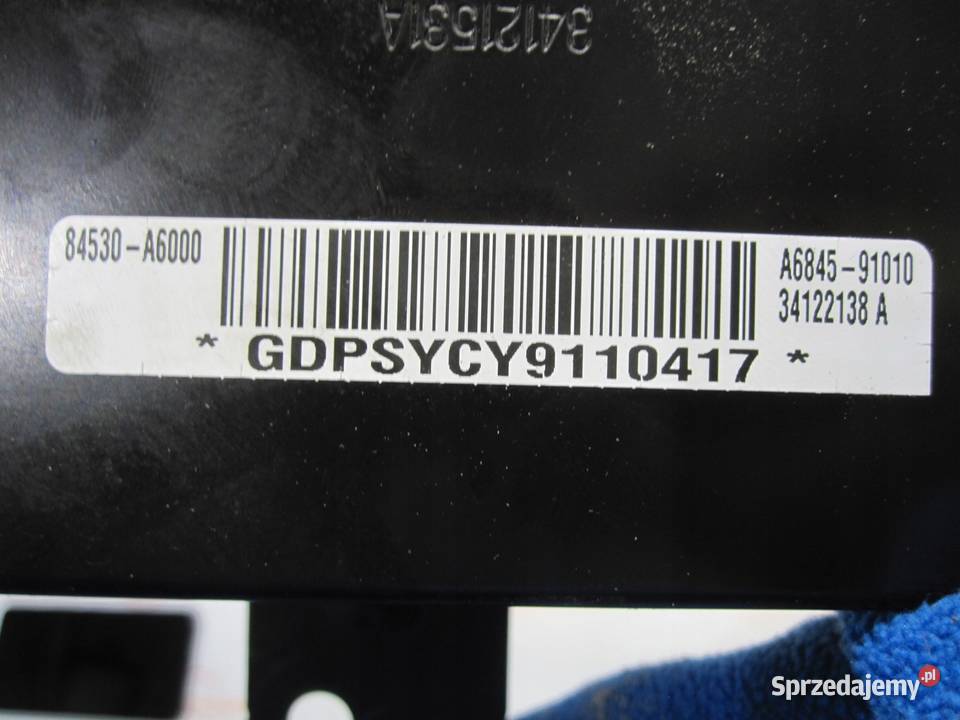 34121531A
84530-A6000
A6845-91010
34122138 A
* GDPSYCY9110417 *
Sprzedajemy.pl